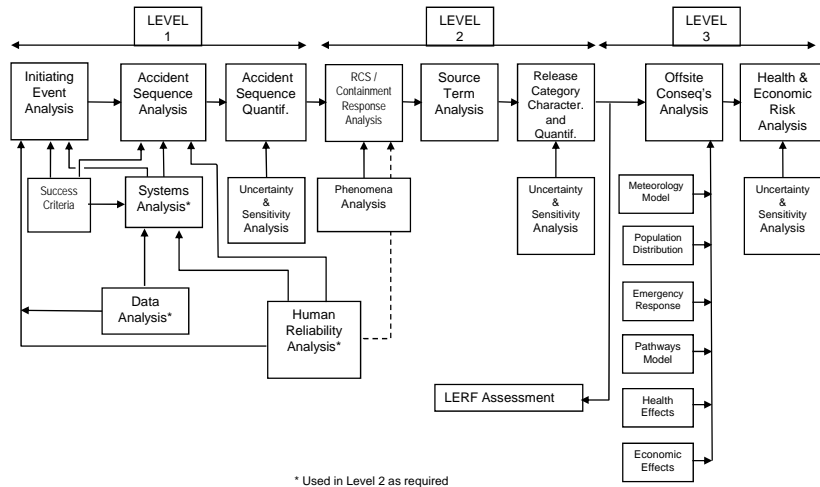 LEVEL
1
LEVEL
2
LEVEL
3
Initiating
Event
Analysis
Accident
Sequence
Analysis
Accident
Sequence
Quantif.
RCS /
Containment
Response
Analysis
Source
Term
Analysis
Release
Category
Character.
and
Quantif.
Offsite
Conseq's
Analysis
Health &
Economic
Risk
Analysis
Success
Criteria
Systems
Analysis*
Uncertainty
&
Sensitivity
Analysis
Phenomena
Analysis
Uncertainty
&
Sensitivity
Analysis
Meteorology
Model
Uncertainty
&
Sensitivity
Analysis
Population
Distribution
Data
Analysis*
Human
Reliability
Analysis*
Emergency
Response
Pathways
Model
LERF Assessment
Health
Effects
Economic
Effects
* Used in Level 2 as required